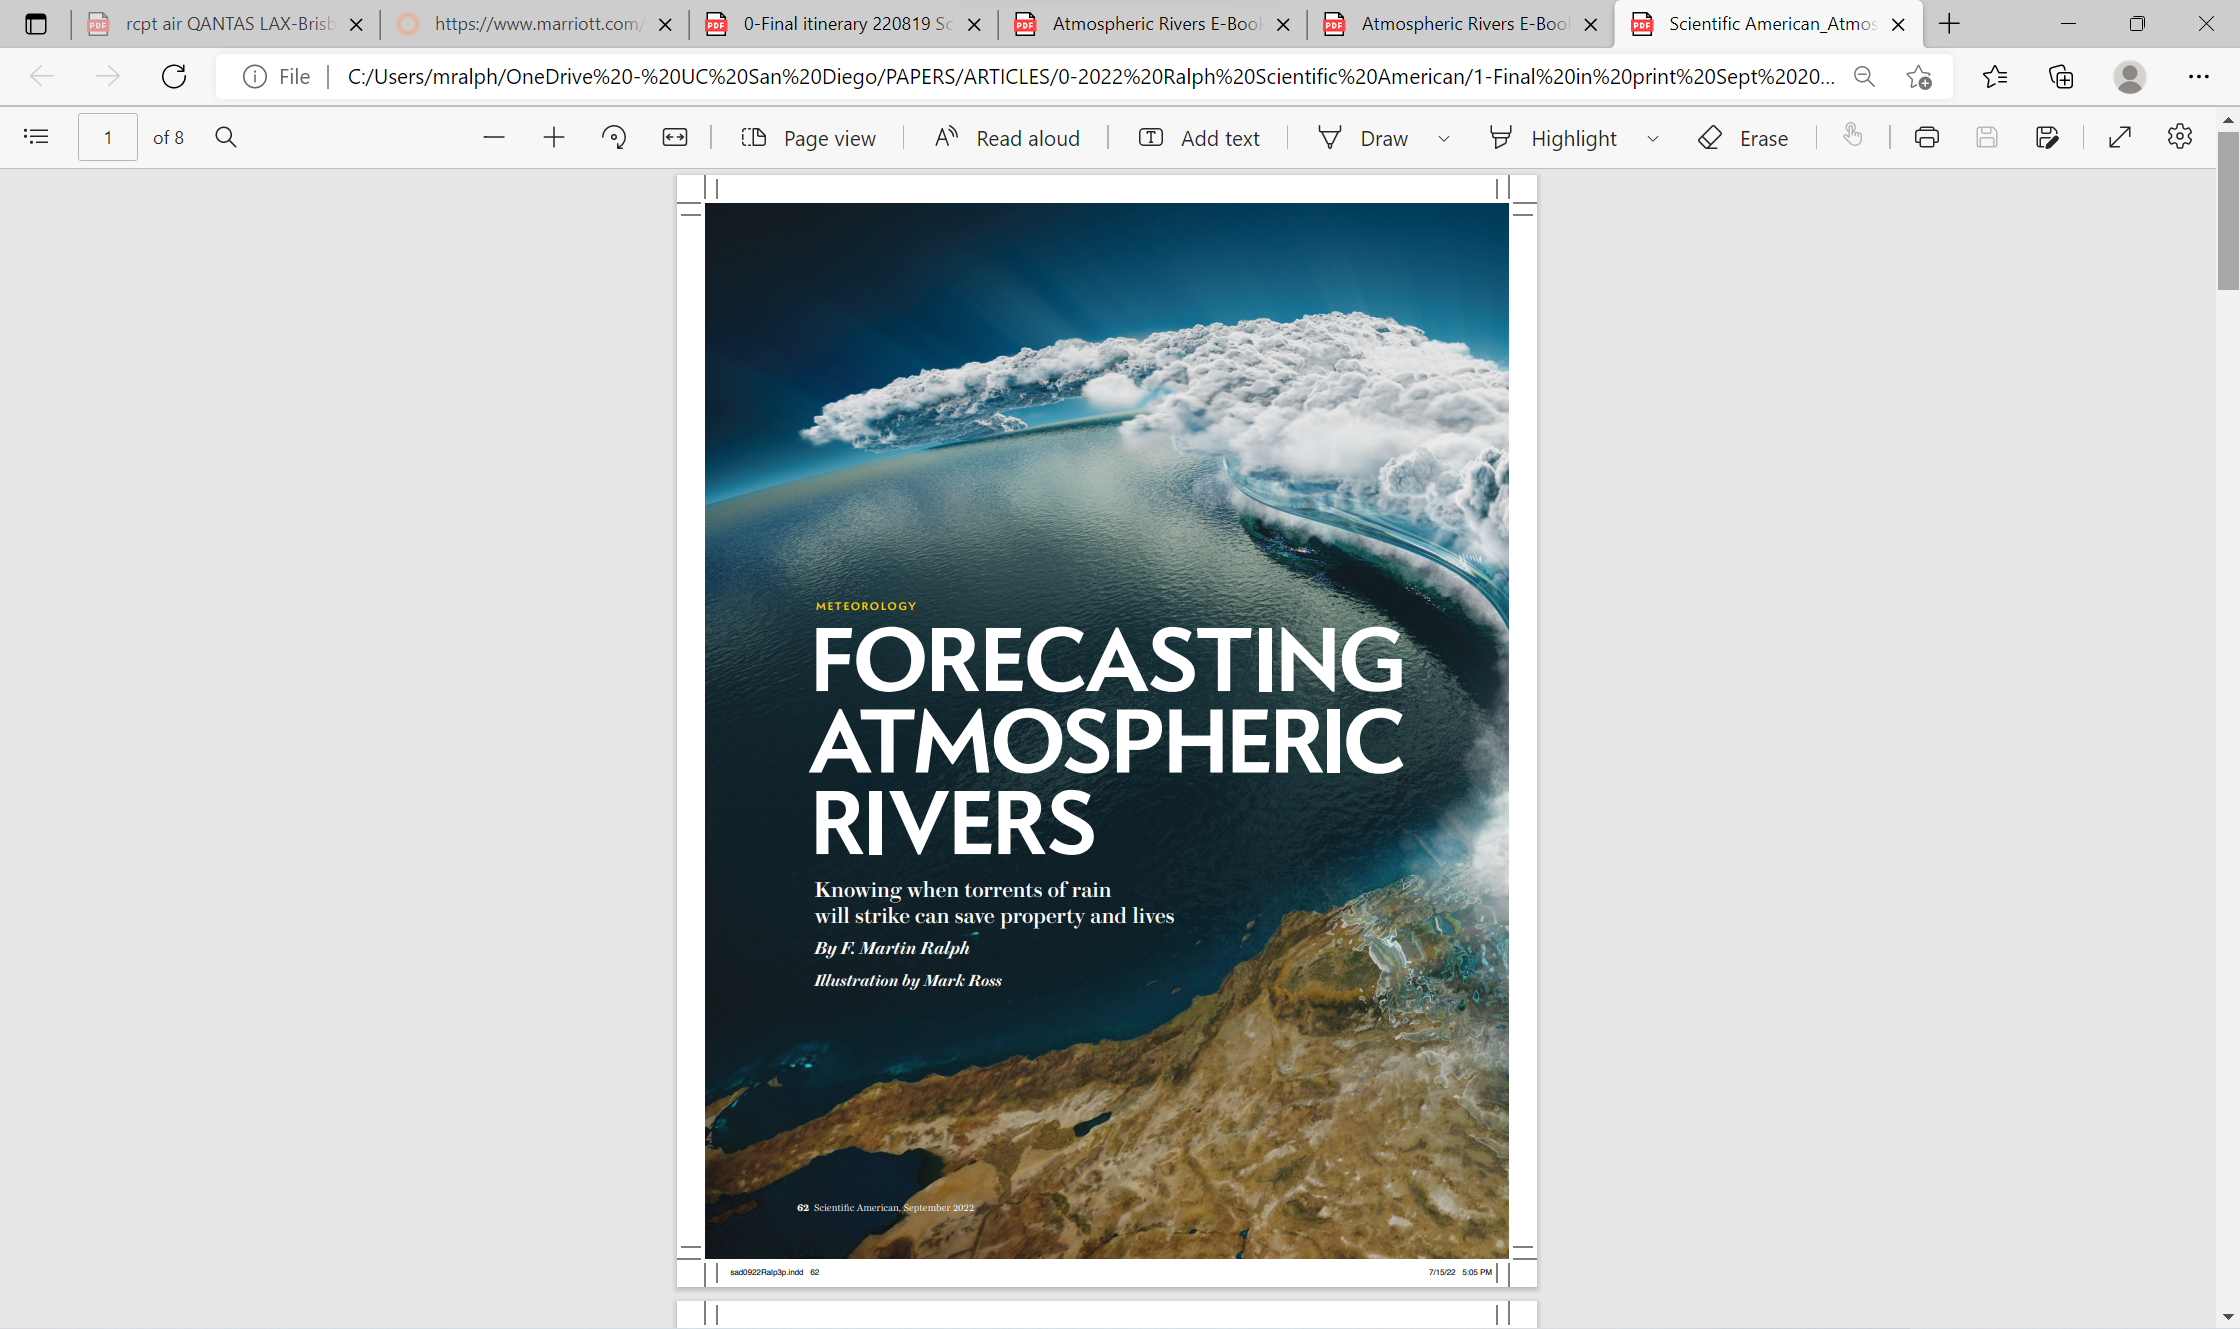 rcpt air QANTAS LAX-Brisb
https://www.marriott.com/
0-Final itinerary 220819 Sc
Atmospheric Rivers E-Book
Atmospheric Rivers E-Book
Scientific American_Atmos
File
C:/Users/mralph/OneDrive%20-%20UC%20San%20Diego/PAPERS/ARTICLES/0-2022%20Ralph%20Scientific%20American/1-Final%20in%20print%20Sept%2020...
1 of 8
Page view
Read aloud
Add text
Draw
Highlight
Erase
METEOROLOGY
FORECASTING
ATMOSPHERIC
RIVERS
Knowing when torrents of rain
will strike can save property and lives
By F. Martin Ralph
Illustration by Mark Ross
62 Scientific American, September 2022
sad0922Ralp3p.indd 62
7/15/22 5:05 PM